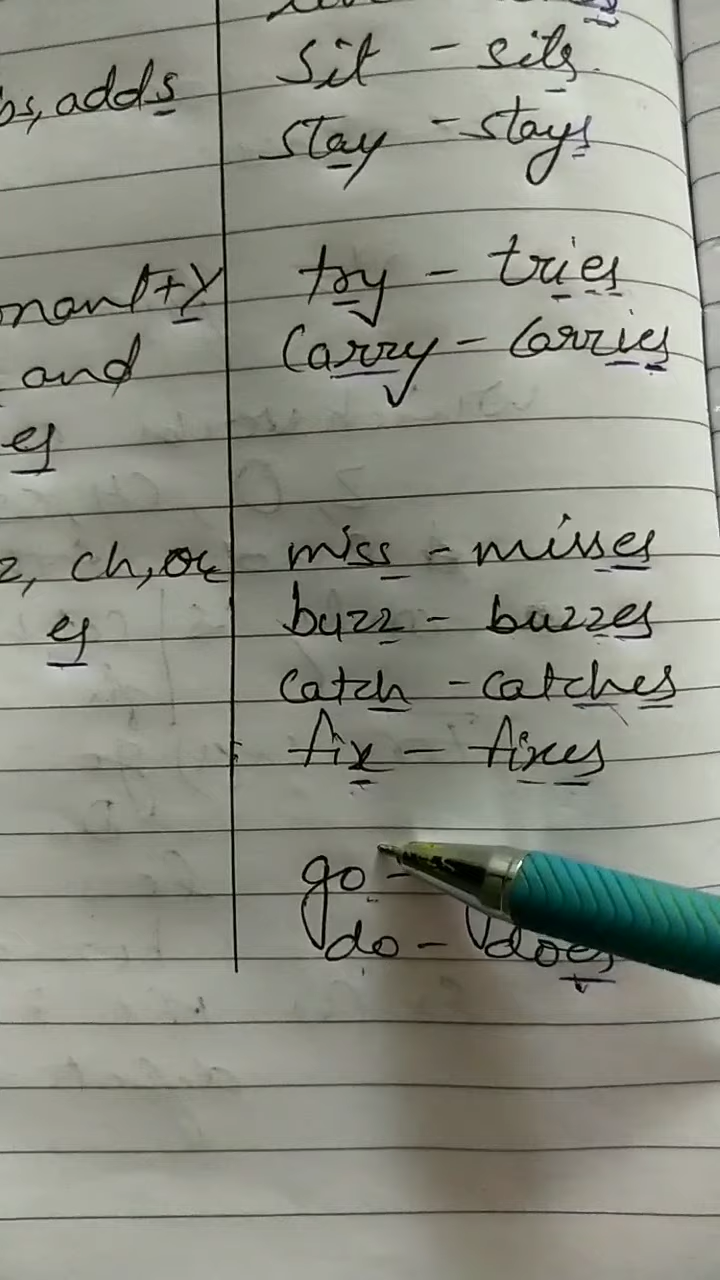 sit - sits
adds
stay - stays
+Y try - tries
and carry - carries
es
z, ch, or miss - misses
es buzz - buzzes
catch - catches
fix - fixes
go -
do - does